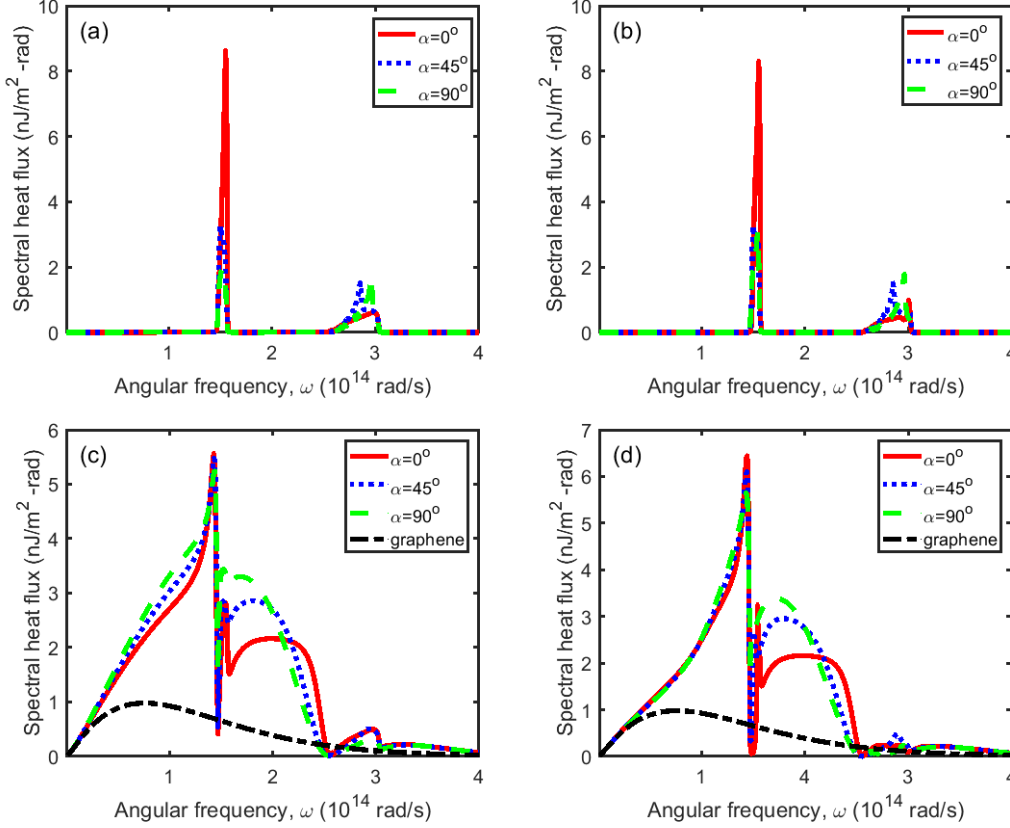 (a)
Spectral heat flux (nJ/m² -rad)
10
8
6
4
2
0
α=0°
α=45°
α=90°
1 2 3 4
Angular frequency, ω (10¹⁴ rad/s)
(b)
Spectral heat flux (nJ/m² -rad)
10
8
6
4
2
0
α=0°
α=45°
α=90°
1 2 3 4
Angular frequency, ω (10¹⁴ rad/s)
(c)
Spectral heat flux (nJ/m² -rad)
6
5
4
3
2
1
0
α=0°
α=45°
α=90°
graphene
1 2 3 4
Angular frequency, ω (10¹⁴ rad/s)
(d)
Spectral heat flux (nJ/m² -rad)
7
6
5
4
3
2
1
0
α=0°
α=45°
α=90°
graphene
1 4 3 4
Angular frequency, ω (10¹⁴ rad/s)